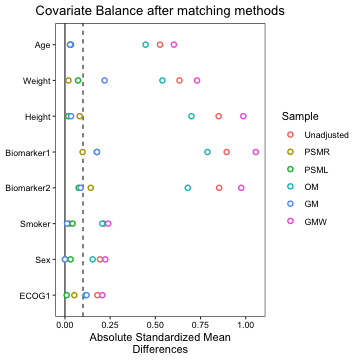 Covariate Balance after matching methods
Age
Weight
Height
Biomarker1
Biomarker2
Smoker
Sex
ECOG1
0.00 0.25 0.50 0.75 1.00
Absolute Standardized Mean
Differences
Sample
Unadjusted
PSMR
PSML
OM
GM
GMW